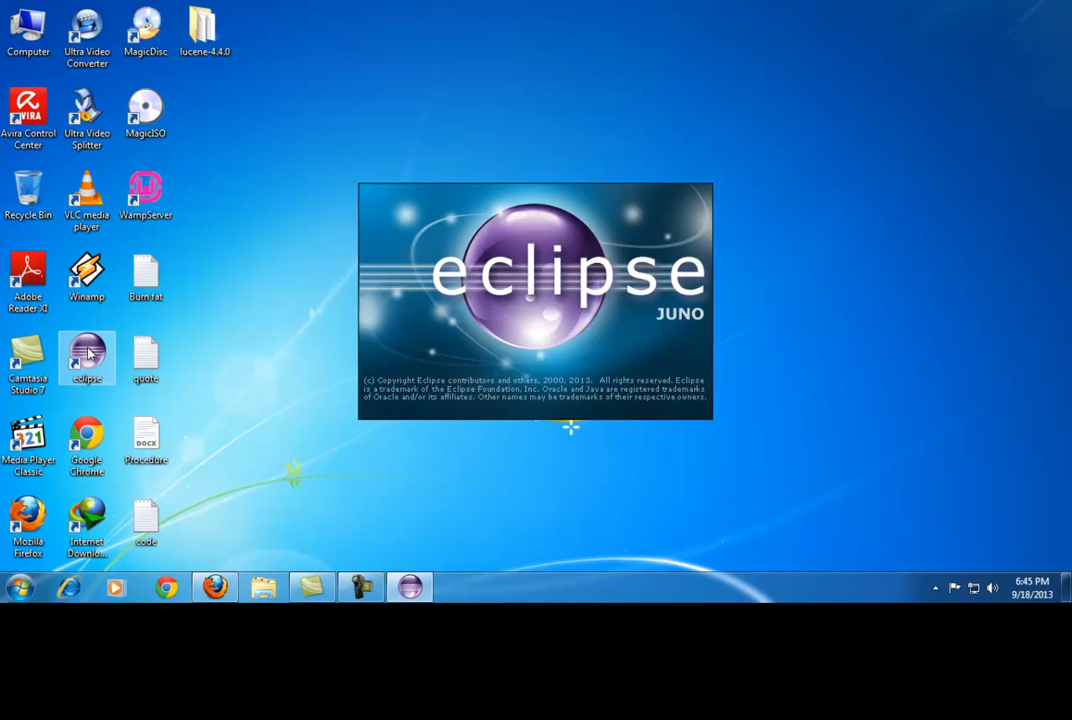 Computer
Ultra Video
Converter
MagicDisc
lucene-4.4.0
AVIRA
Avira Control
Center
Ultra Video
Splitter
MagicISO
Recycle Bin
VLC media
player
WampServer
Adobe
Reader XI
Winamp
Burn fat
Camtasia
Studio 7
eclipse
quote
321
Media Player
Classic
Google
Chrome
DOCX
Procedure
Mozilla
Firefox
Internet
Downlo...
code
eclipse
JUNO
(c) Copyright Eclipse contributors and others, 2000, 2013. All rights reserved. Eclipse
is a trademark of the Eclipse Foundation, Inc. Oracle and Java are registered trademarks
of Oracle and/or its affiliates. Other names may be trademarks of their respective owners.
6:45 PM
9/18/2013